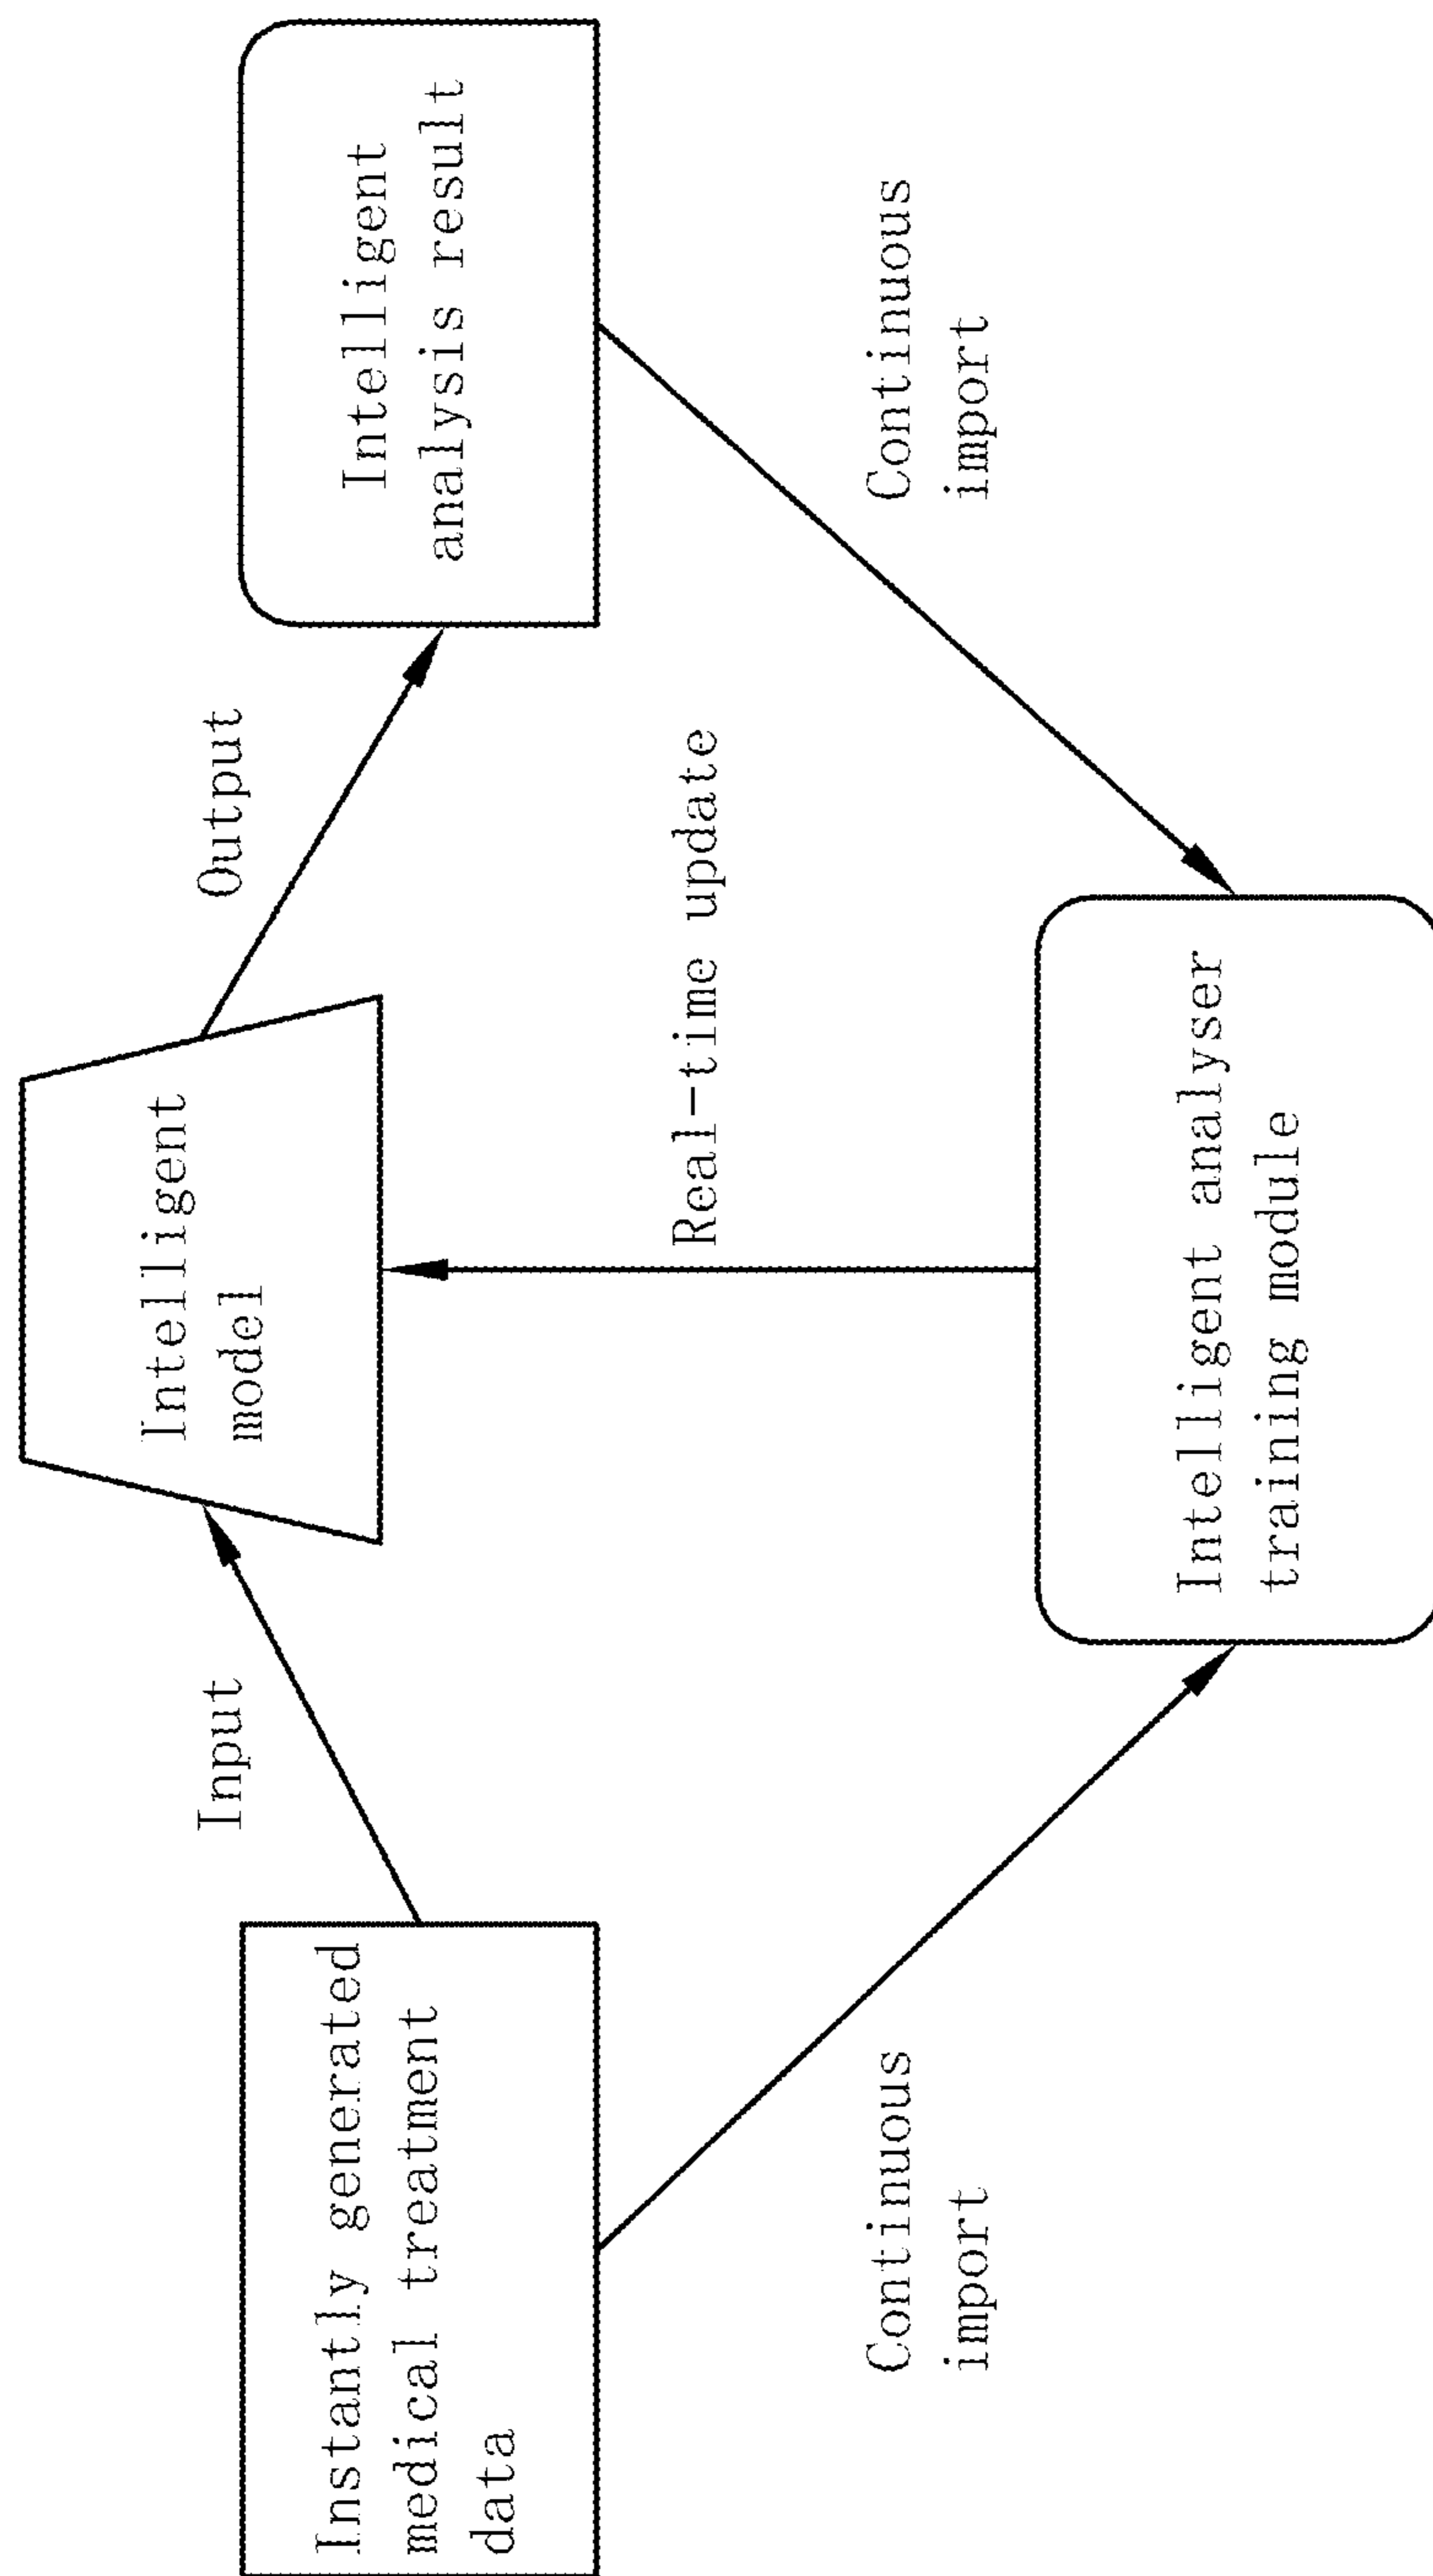 Instantly generated
medical treatment
data
Input
Intelligent
model
Output
Intelligent
analysis result
Continuous
import
Real-time update
Continuous
import
Intelligent analyser
training module